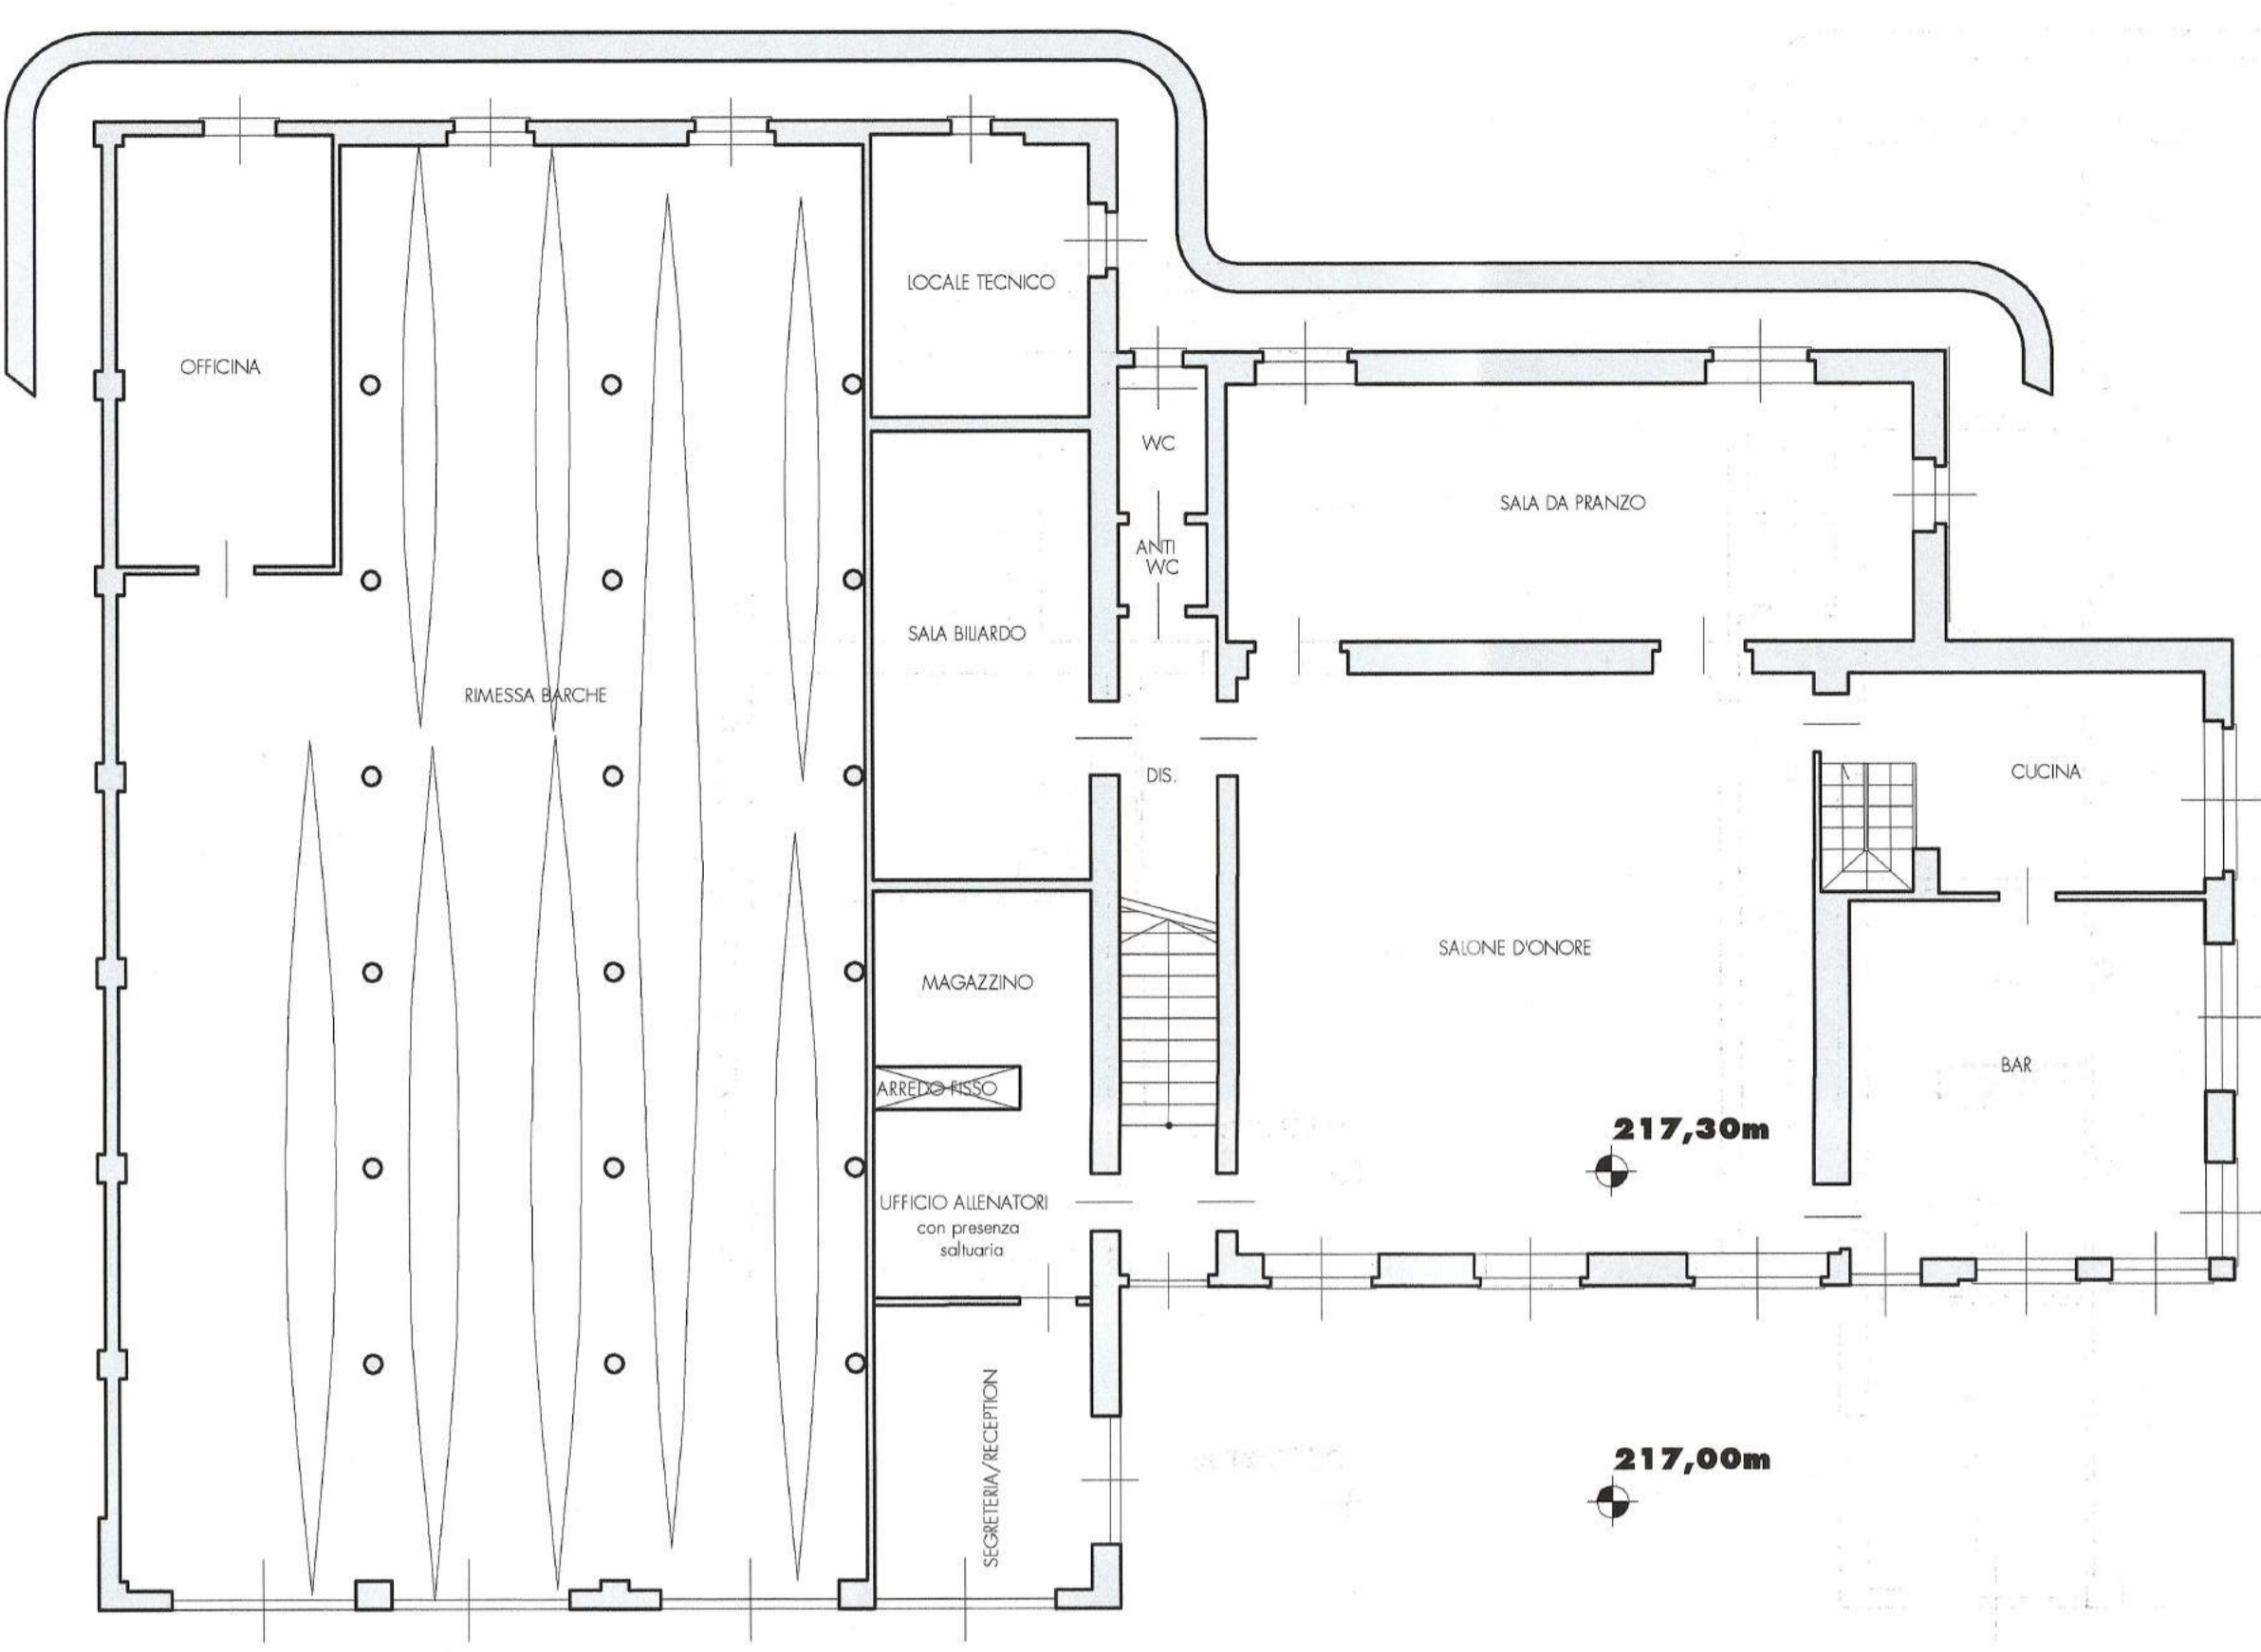 LOCALE TECNICO
OFFICINA
WC
SALA DA PRANZO
ANTI
WC
SALA BILIARDO
RIMESSA BARCHE
DIS.
CUCINA
SALONE D'ONORE
MAGAZZINO
BAR
ARREDO FISSO
217,30m
UFFICIO ALLENATORI
con presenza
saltuaria
SEGRETERIA/RECEPTION
217,00m